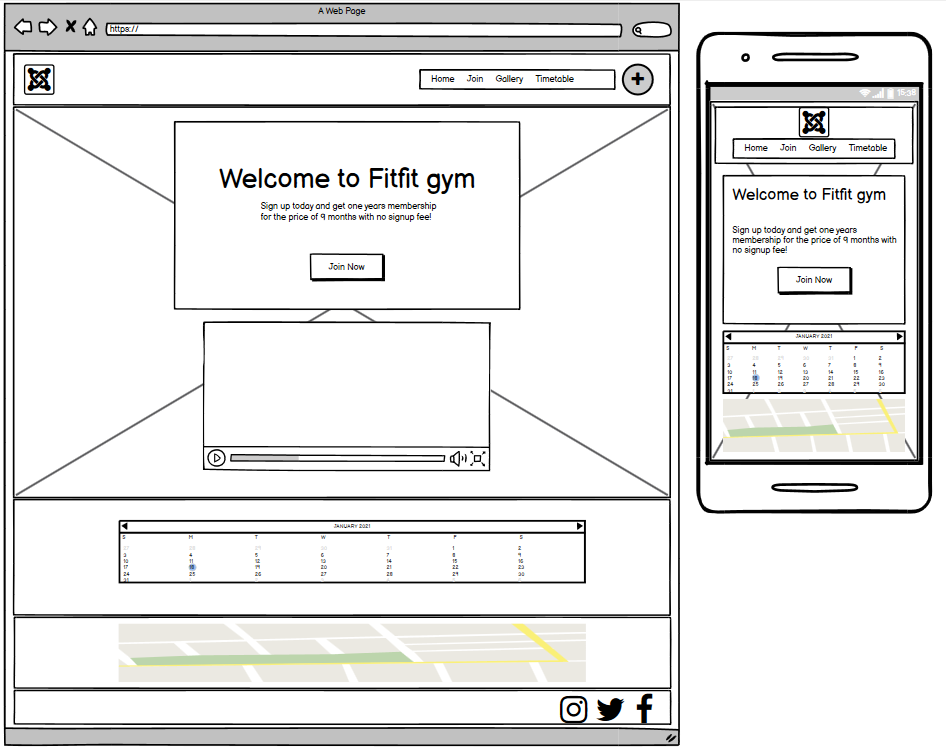 A Web Page
https://
Home Join Gallery Timetable
Welcome to Fitfit gym
Sign up today and get one years membership
for the price of 9 months with no signup fee!
Join Now
JANUARY 2021
S M T W T F S
27 28 29 30 31 1 2
3 4 5 6 7 8 9
10 11 12 13 14 15 16
17 18 19 20 21 22 23
24 25 26 27 28 29 30
31
15:38
Home Join Gallery Timetable
Welcome to Fitfit gym
Sign up today and get one years
membership for the price of 9 months with
no signup fee!
Join Now
JANUARY 2021
S M T W T F S
27 28 29 30 31 1 2
3 4 5 6 7 8 9
10 11 12 13 14 15 16
17 18 19 20 21 22 23
24 25 26 27 28 29 30
31